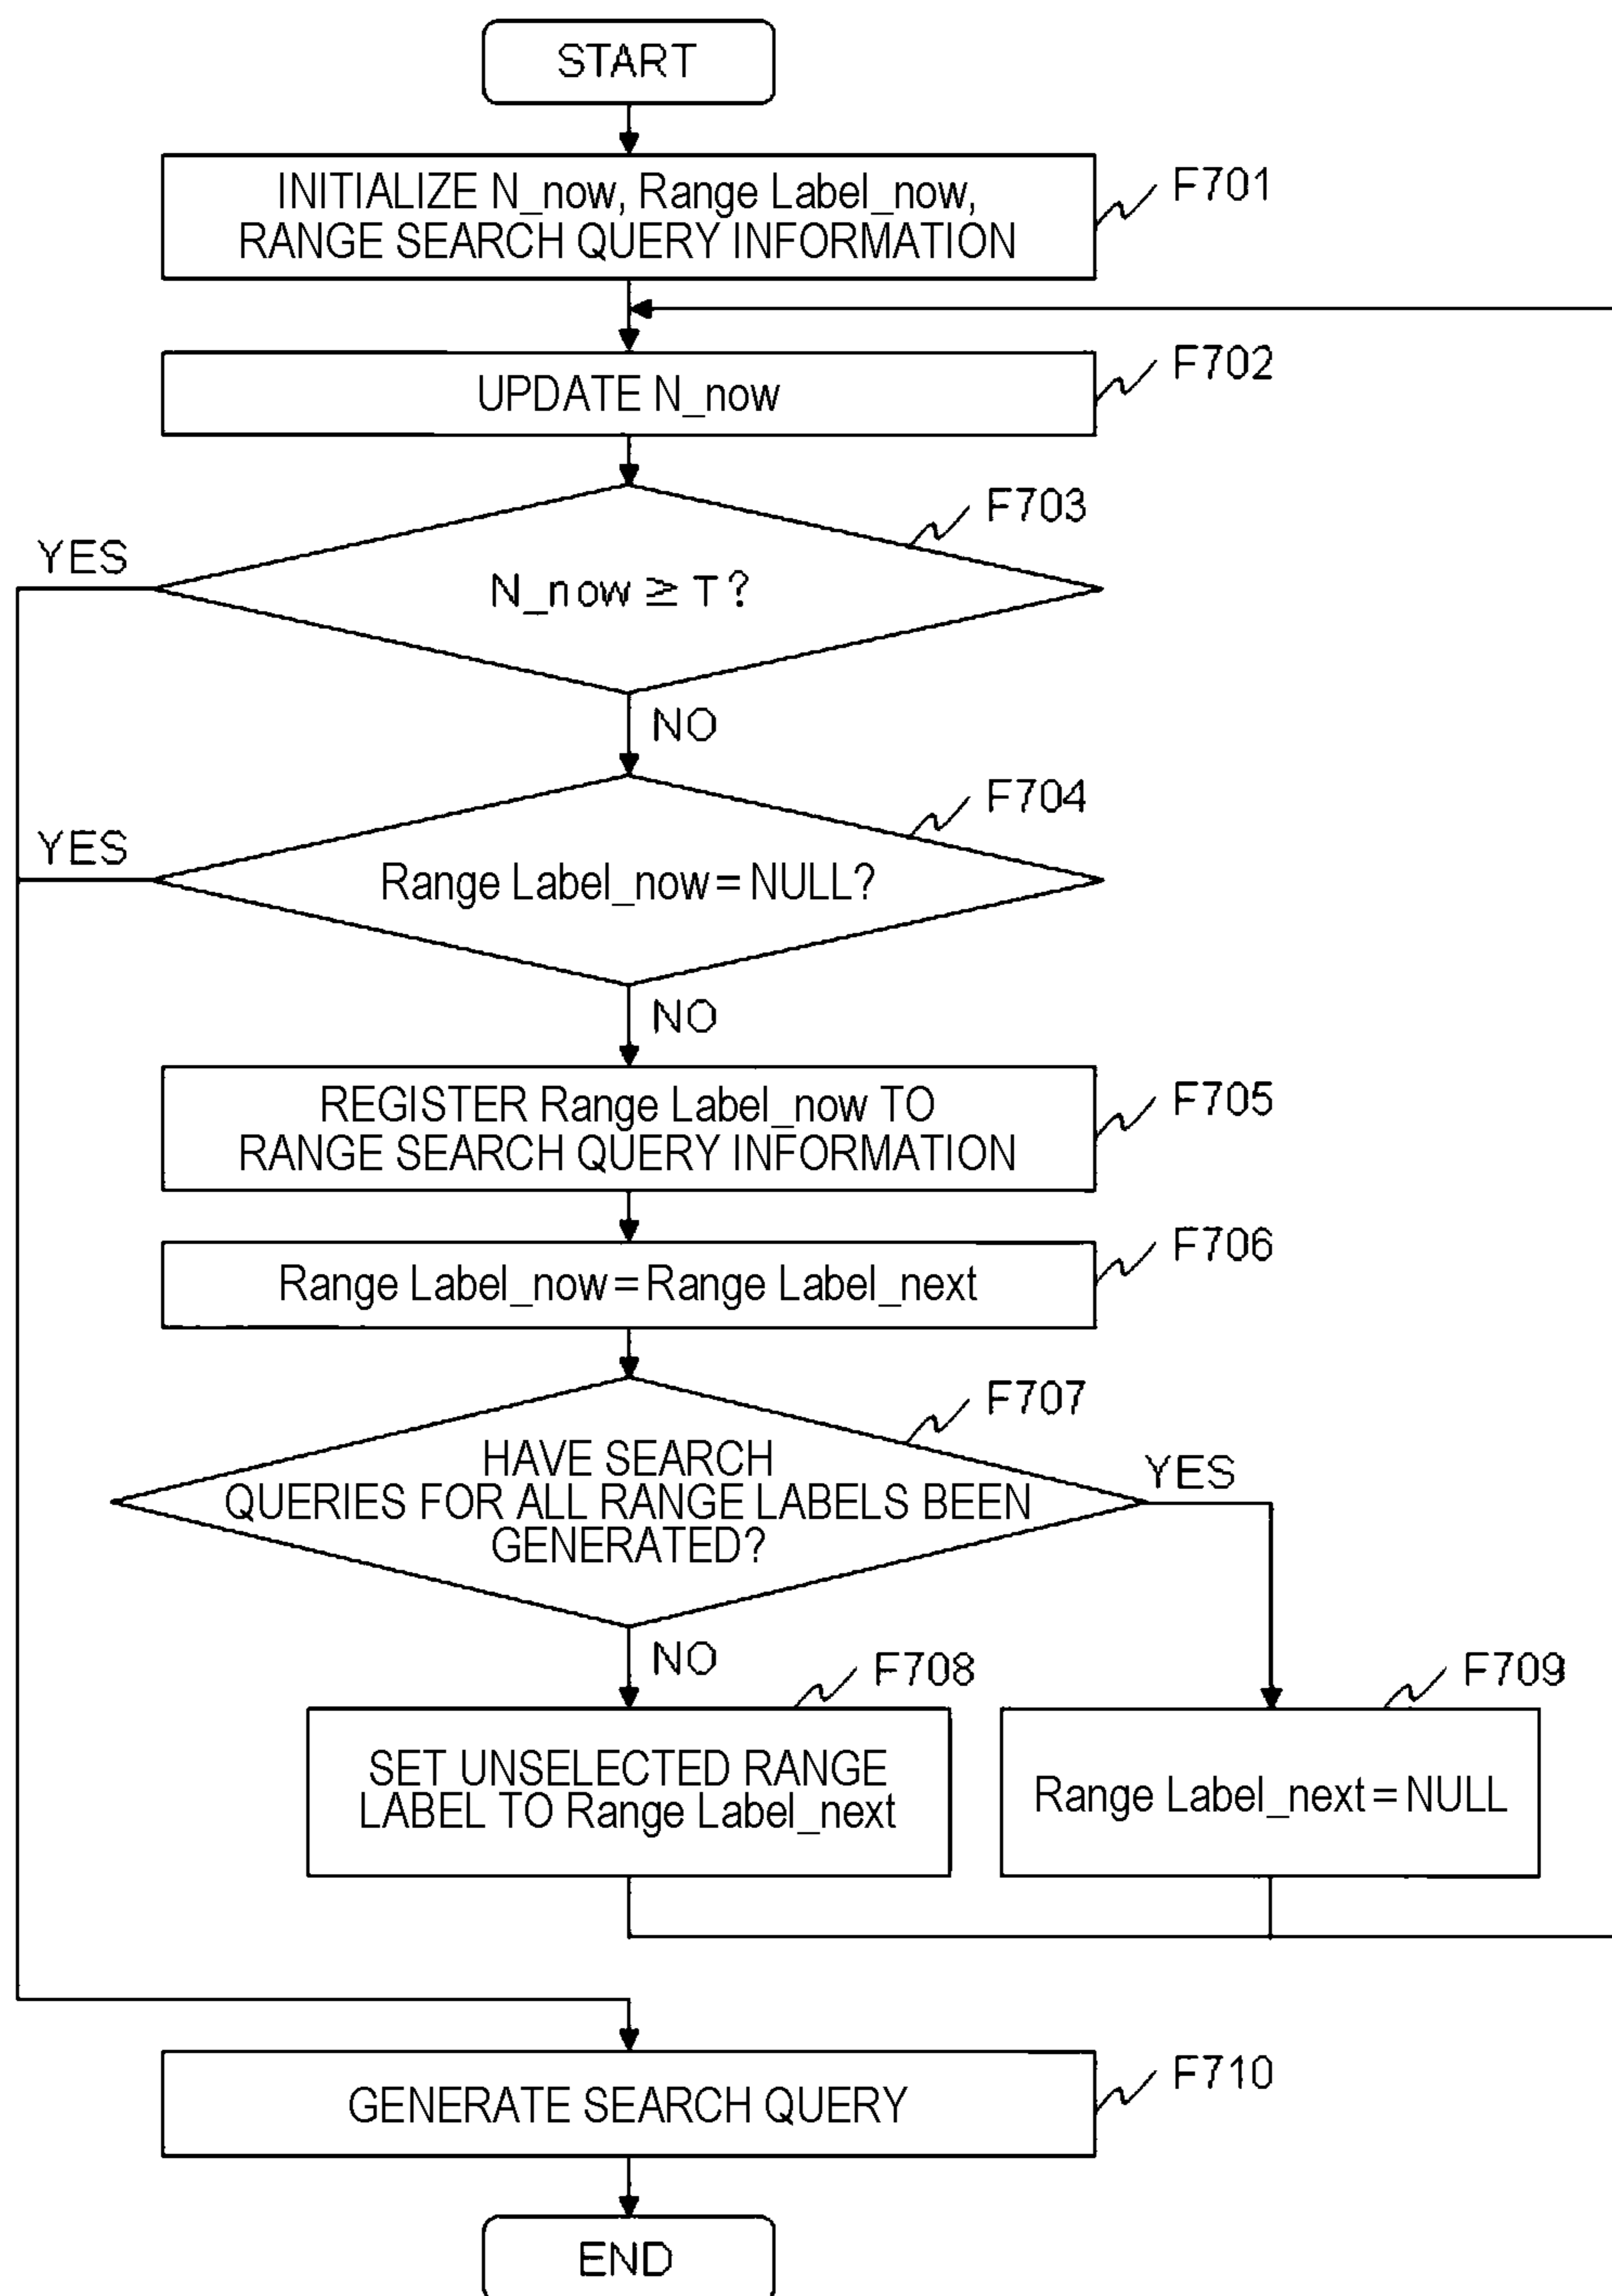 START
INITIALIZE N_now, Range Label_now,
RANGE SEARCH QUERY INFORMATION
F701
UPDATE N_now
F702
F703
YES
N_now ≥ T?
NO
F704
YES
Range Label_now = NULL?
NO
REGISTER Range Label_now TO
RANGE SEARCH QUERY INFORMATION
F705
Range Label_now = Range Label_next
F706
F707
HAVE SEARCH
QUERIES FOR ALL RANGE LABELS BEEN
GENERATED?
YES
NO
F708
F709
SET UNSELECTED RANGE
LABEL TO Range Label_next
Range Label_next = NULL
GENERATE SEARCH QUERY
F710
END